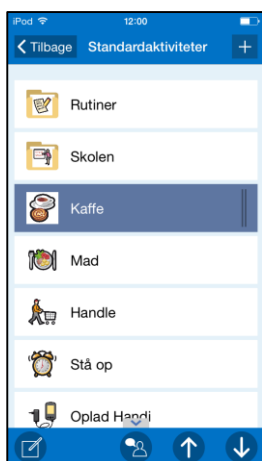 iPod 12:00
Tilbage Standardaktiviteter +
Rutiner
Skolen
Kaffe
Mad
Handle
Stå op
Oplad Handi